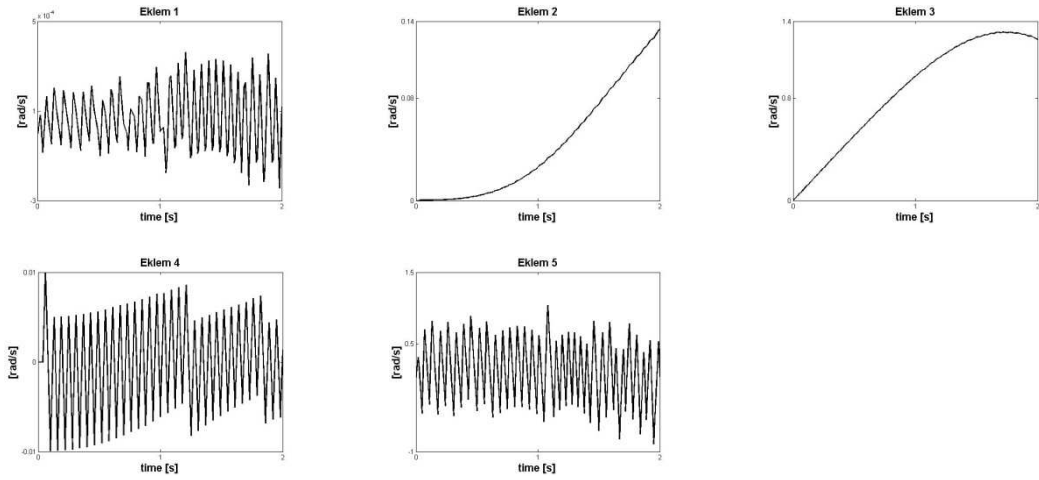 Eklem 1
x 10⁻⁴
5
1
-3
[rad/s]
0
1
2
time [s]
Eklem 2
0.14
0.08
0
[rad/s]
0
1
2
time [s]
Eklem 3
1.4
0.8
0
[rad/s]
0
1
2
time [s]
Eklem 4
0.01
0
-0.01
[rad/s]
0
1
2
time [s]
Eklem 5
1.5
0.5
-1
[rad/s]
0
1
2
time [s]